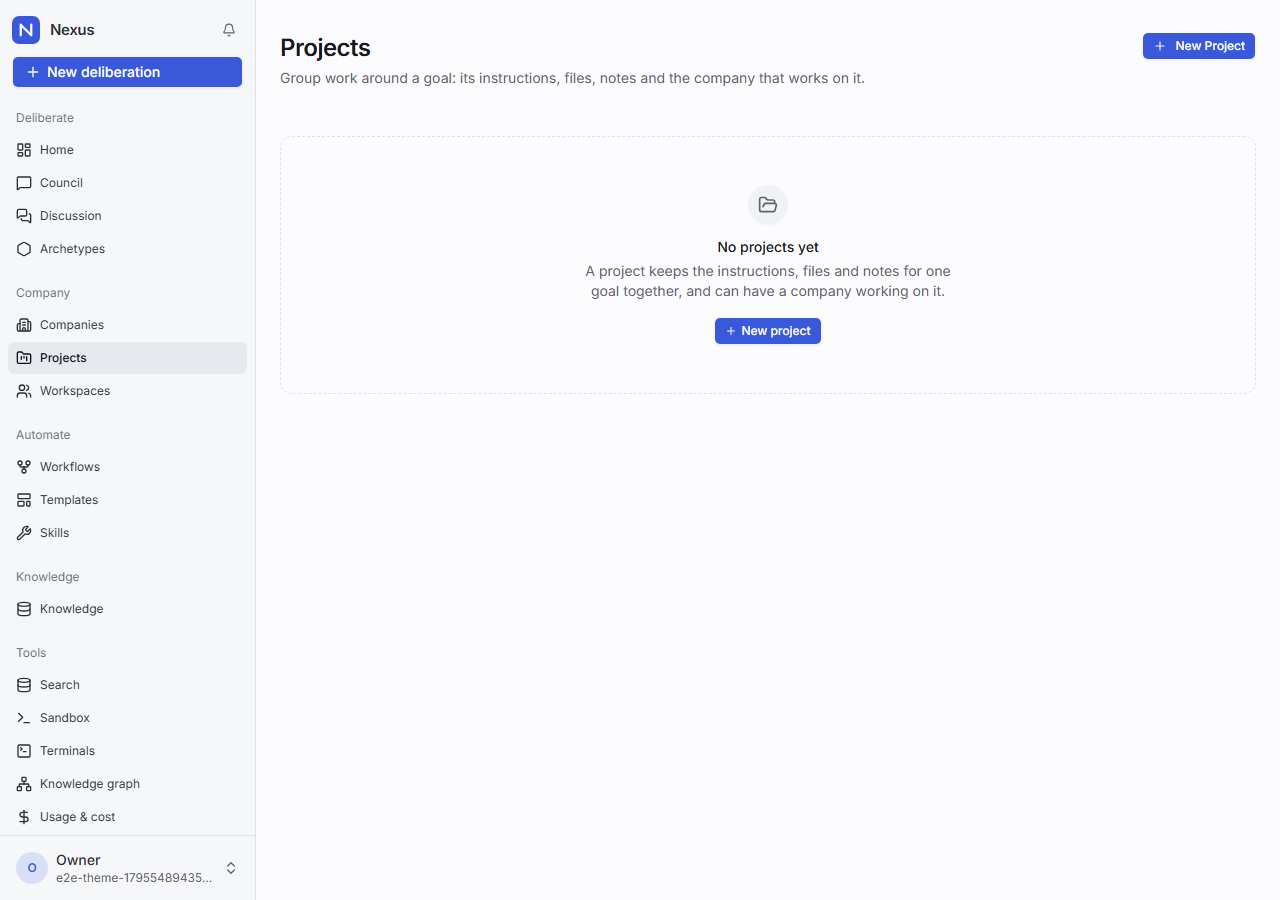 Nexus
New deliberation
Deliberate
Home
Council
Discussion
Archetypes
Company
Companies
Projects
Workspaces
Automate
Workflows
Templates
Skills
Knowledge
Knowledge
Tools
Search
Sandbox
Terminals
Knowledge graph
Usage & cost
O
Owner
e2e-theme-17955489435...
Projects
New Project
Group work around a goal: its instructions, files, notes and the company that works on it.
No projects yet
A project keeps the instructions, files and notes for one
goal together, and can have a company working on it.
New project